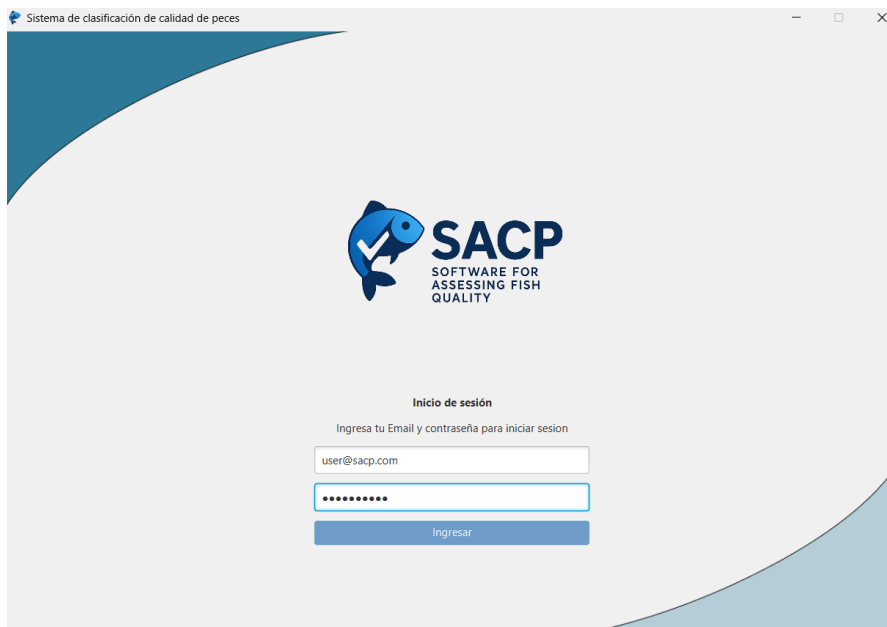 Sistema de clasificación de calidad de peces
SACP
SOFTWARE FOR
ASSESSING FISH
QUALITY
Inicio de sesión
Ingresa tu Email y contraseña para iniciar sesion
user@sacp.com
••••••••••
Ingresar